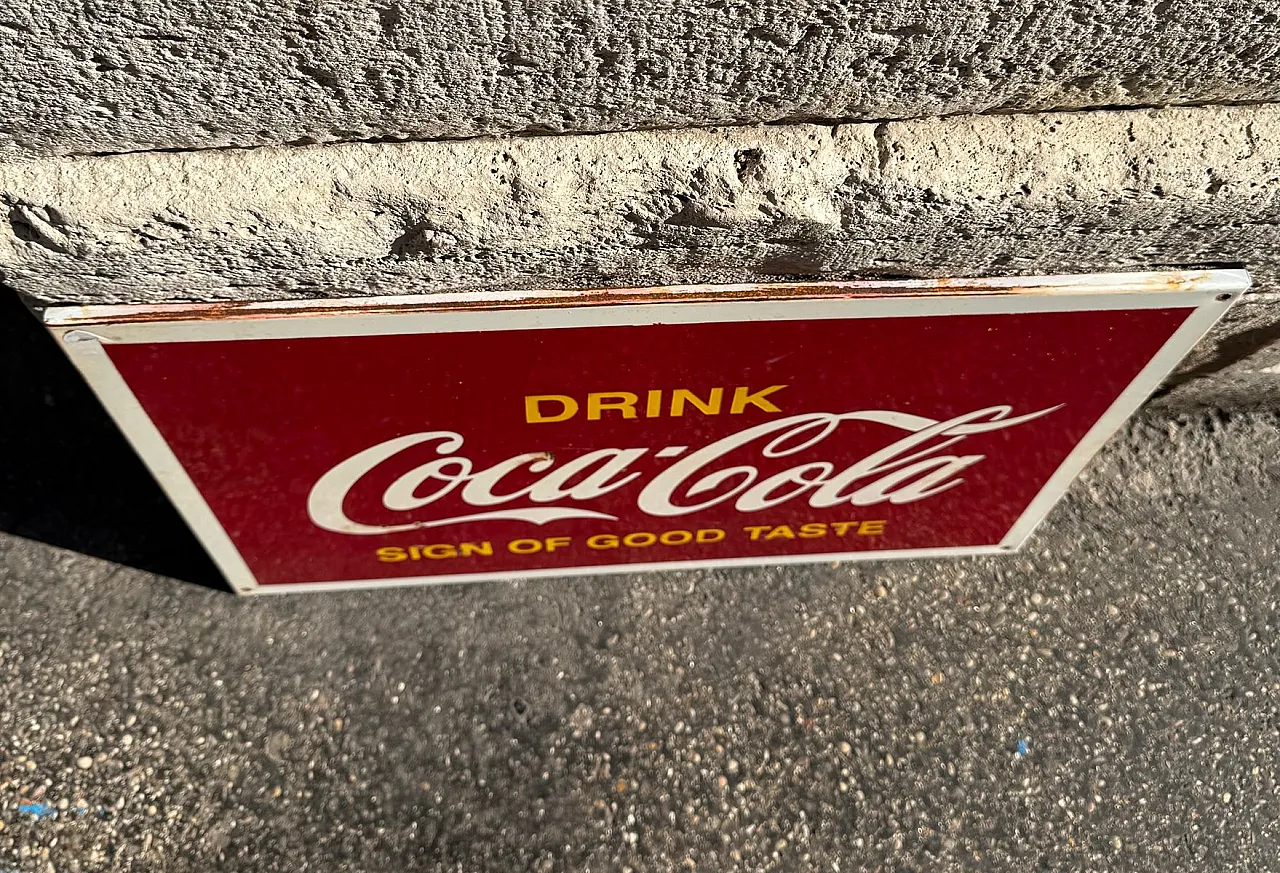 DRINK
Coca-Cola
SIGN OF GOOD TASTE